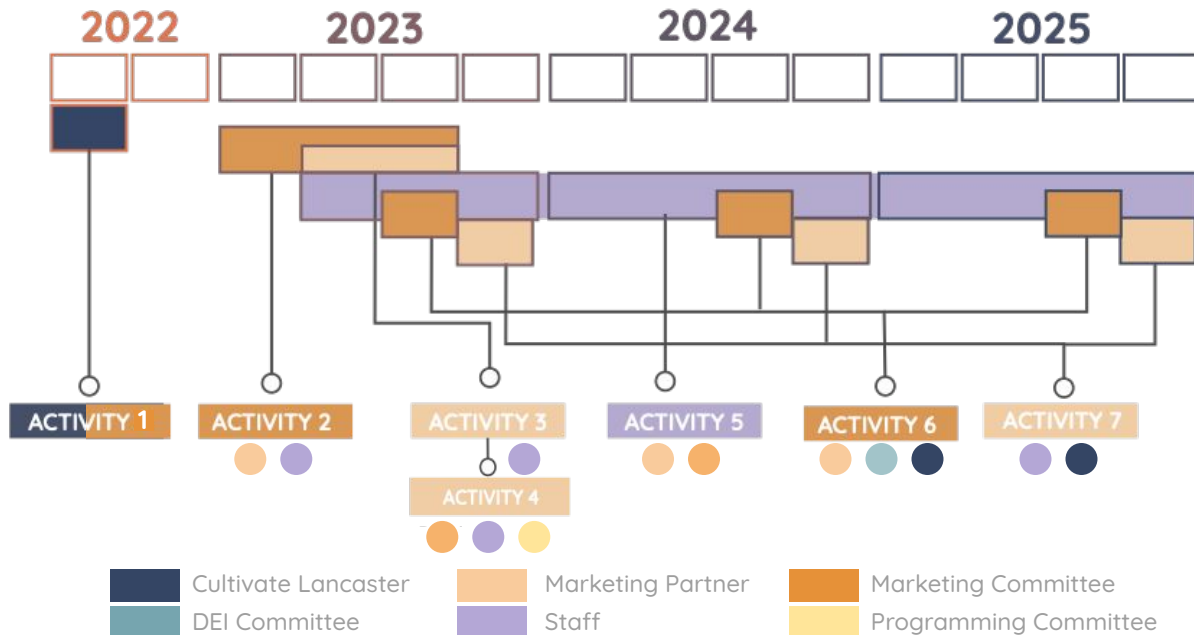 2022 2023 2024 2025
ACTIVITY 1 ACTIVITY 2 ACTIVITY 3 ACTIVITY 5 ACTIVITY 6 ACTIVITY 7
ACTIVITY 4
Cultivate Lancaster Marketing Partner Marketing Committee
DEI Committee Staff Programming Committee